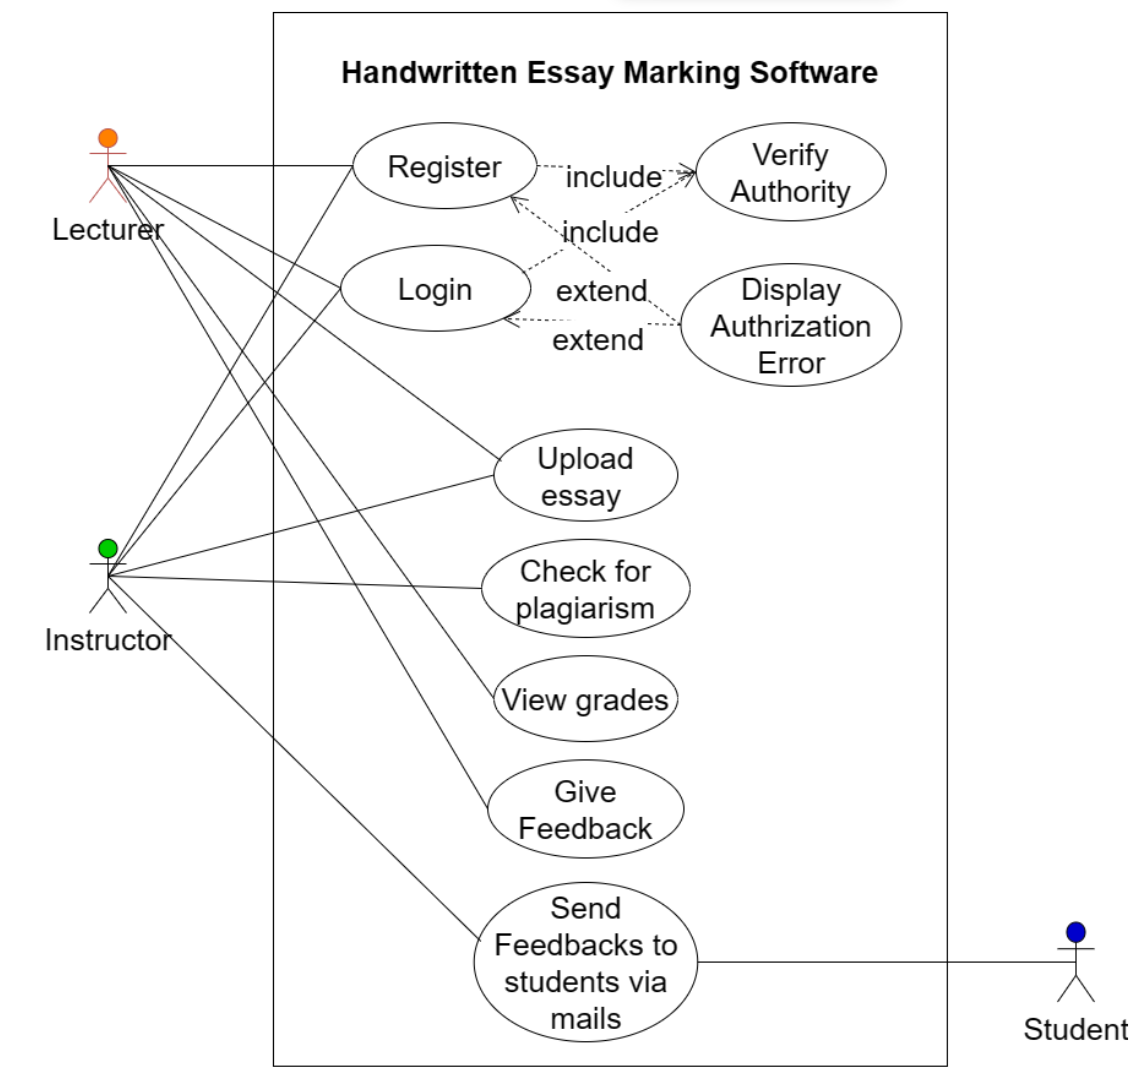 Handwritten Essay Marking Software
Lecturer
Register
include
Verify
Authority
include
Login
extend
extend
Display
Authrization
Error
Upload
essay
Instructor
Check for
plagiarism
View grades
Give
Feedback
Send
Feedbacks to
students via
mails
Student